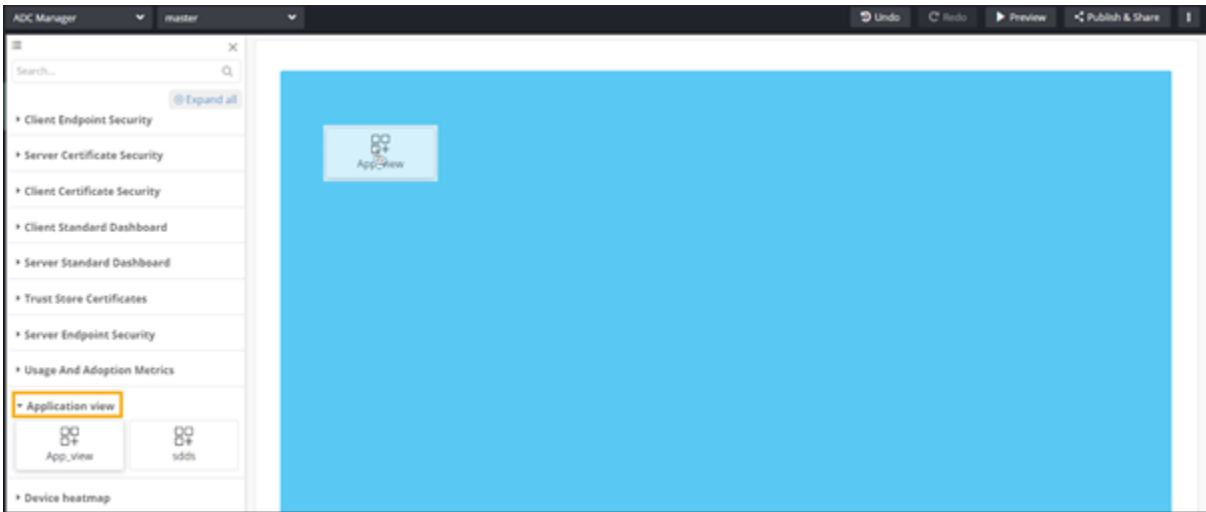 ADC Manager master Undo Redo Preview Publish & Share
Search...
Expand all
Client Endpoint Security
Server Certificate Security
Client Certificate Security
Client Standard Dashboard
Server Standard Dashboard
Trust Store Certificates
Server Endpoint Security
Usage And Adoption Metrics
Application view
App_view sdds
Device heatmap
App_view